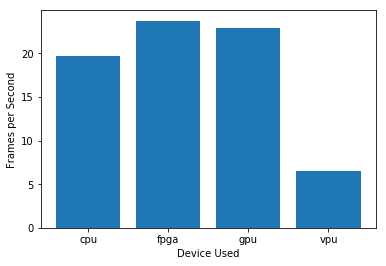 Frames per Second
20
15
10
5
0
cpu fpga gpu vpu
Device Used